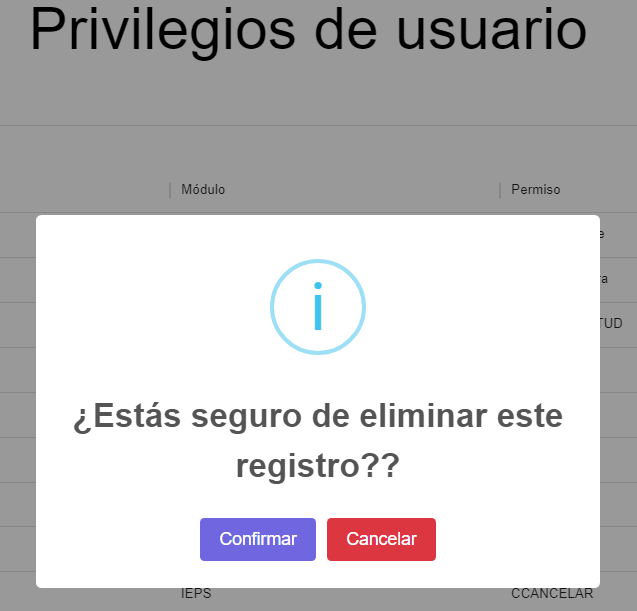 Privilegios de usuario
Módulo Permiso
¿Estás seguro de eliminar este
registro??
Confirmar Cancelar
IEPS CCANCELAR